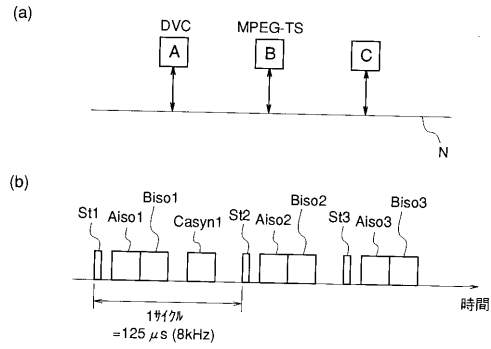 (a)
DVC
MPEG-TS
A
B
C
N
(b)
Biso1
Biso2
Biso3
St1
Aiso1
Casyn1
St2
Aiso2
St3
Aiso3
時間
1サイクル
=125 μs (8kHz)